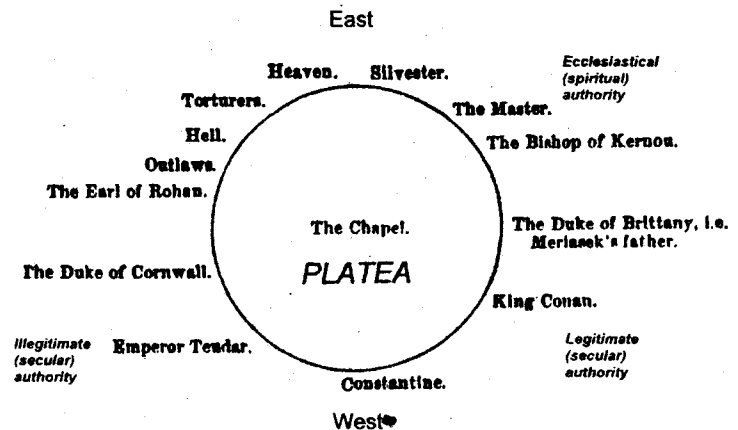 East
Heaven.
Silvester.
Ecclesiastical
(spiritual)
authority
Torturers.
The Master.
Hell.
The Bishop of Kernou.
Outlaws.
The Earl of Rohan.
The Chapel.
The Duke of Brittany, i.e.
Meriasek's father.
PLATEA
The Duke of Cornwall.
King Conan.
Illegitimate
(secular)
authority
Emperor Teudar.
Legitimate
(secular)
authority
Constantine.
West